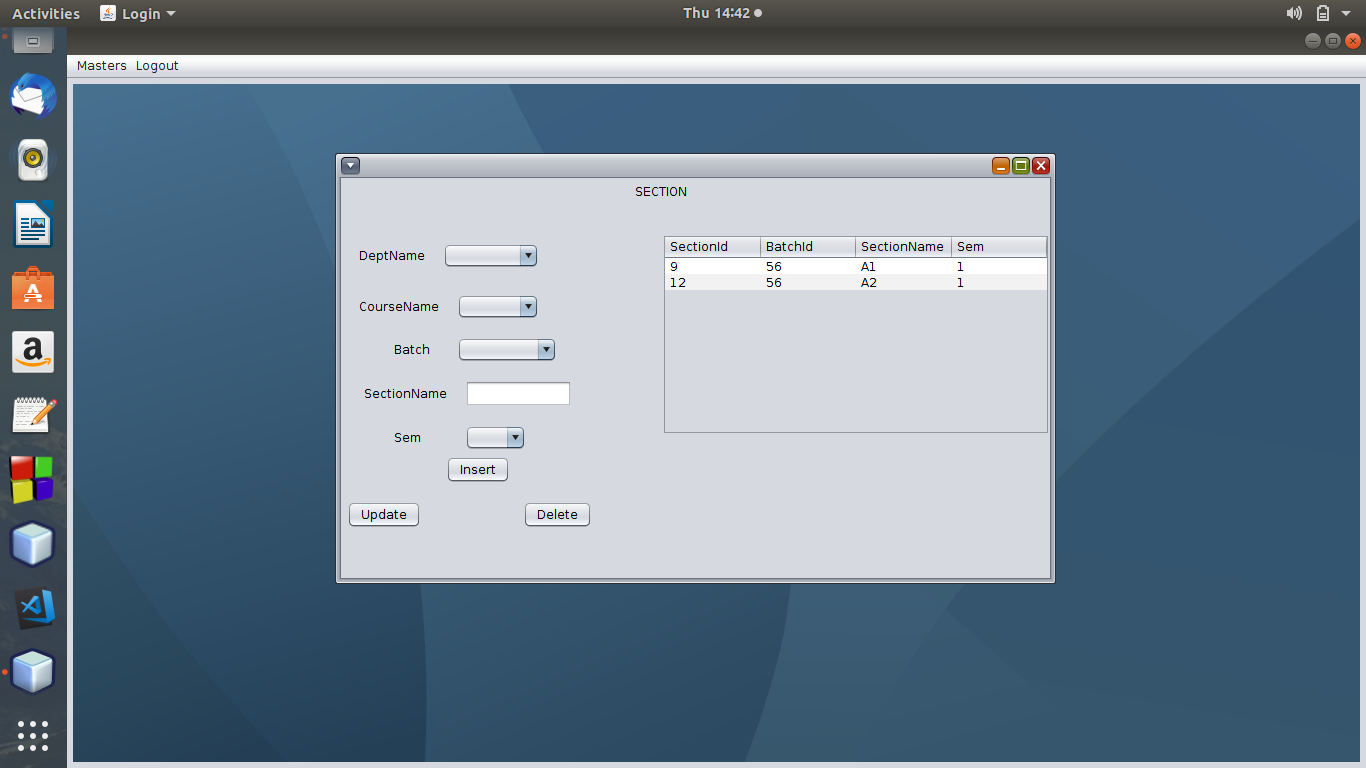 Activities Login Thu 14:42
Masters Logout
SECTION
DeptName
CourseName
Batch
SectionName
Sem
Insert
Update Delete
SectionId BatchId SectionName Sem
9 56 A1 1
12 56 A2 1